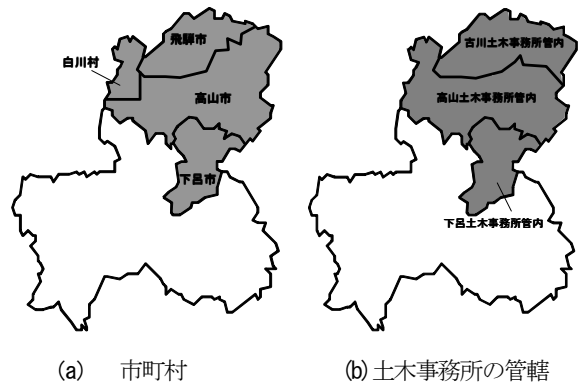 飛騨市
白川村
高山市
下呂市
古川土木事務所管内
高山土木事務所管内
下呂土木事務所管内
(a) 市町村
(b) 土木事務所の管轄